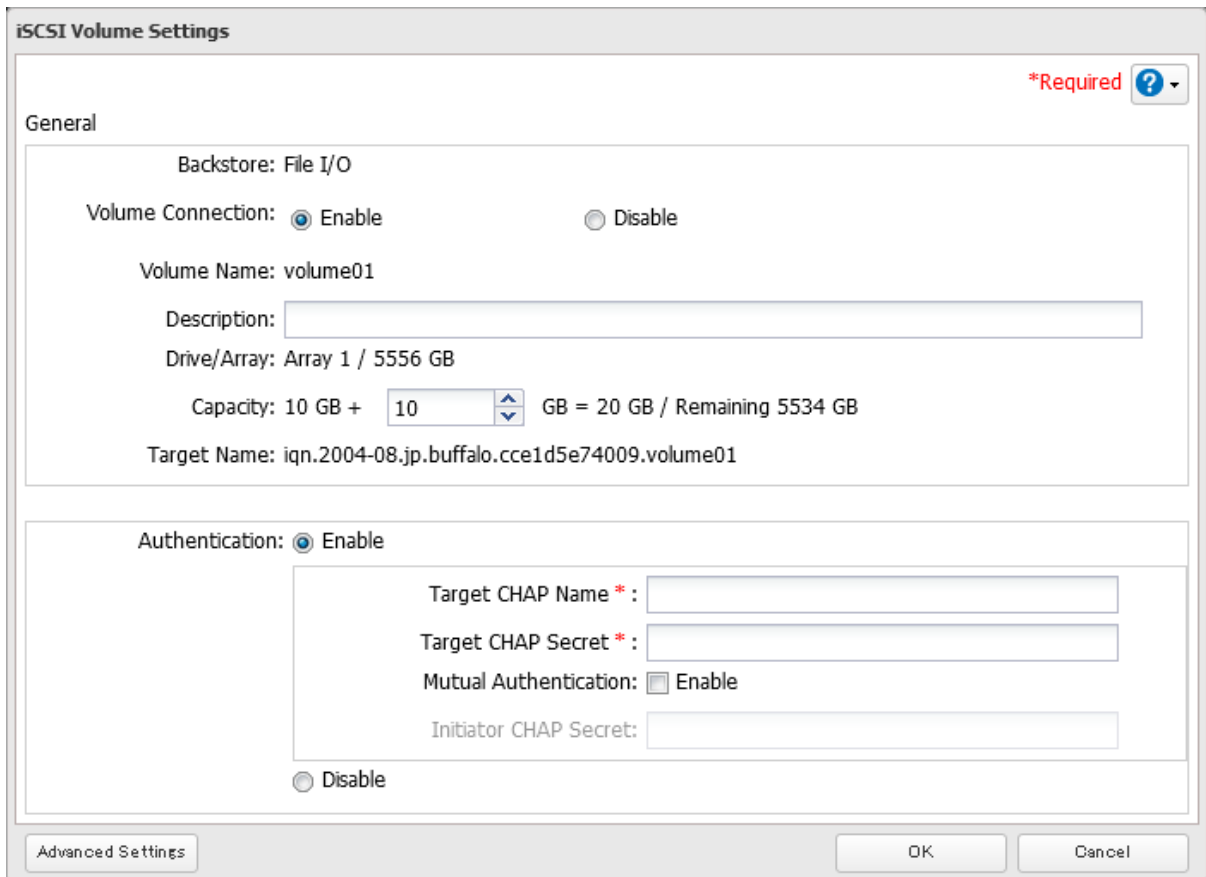 iSCSI Volume Settings
*Required
General
Backstore: File I/O
Volume Connection: Enable Disable
Volume Name: volume01
Description:
Drive/Array: Array 1 / 5556 GB
Capacity: 10 GB + 10 GB = 20 GB / Remaining 5534 GB
Target Name: iqn.2004-08.jp.buffalo.cce1d5e74009.volume01
Authentication: Enable
Target CHAP Name * :
Target CHAP Secret * :
Mutual Authentication: Enable
Initiator CHAP Secret:
Disable
Advanced Settings OK Cancel